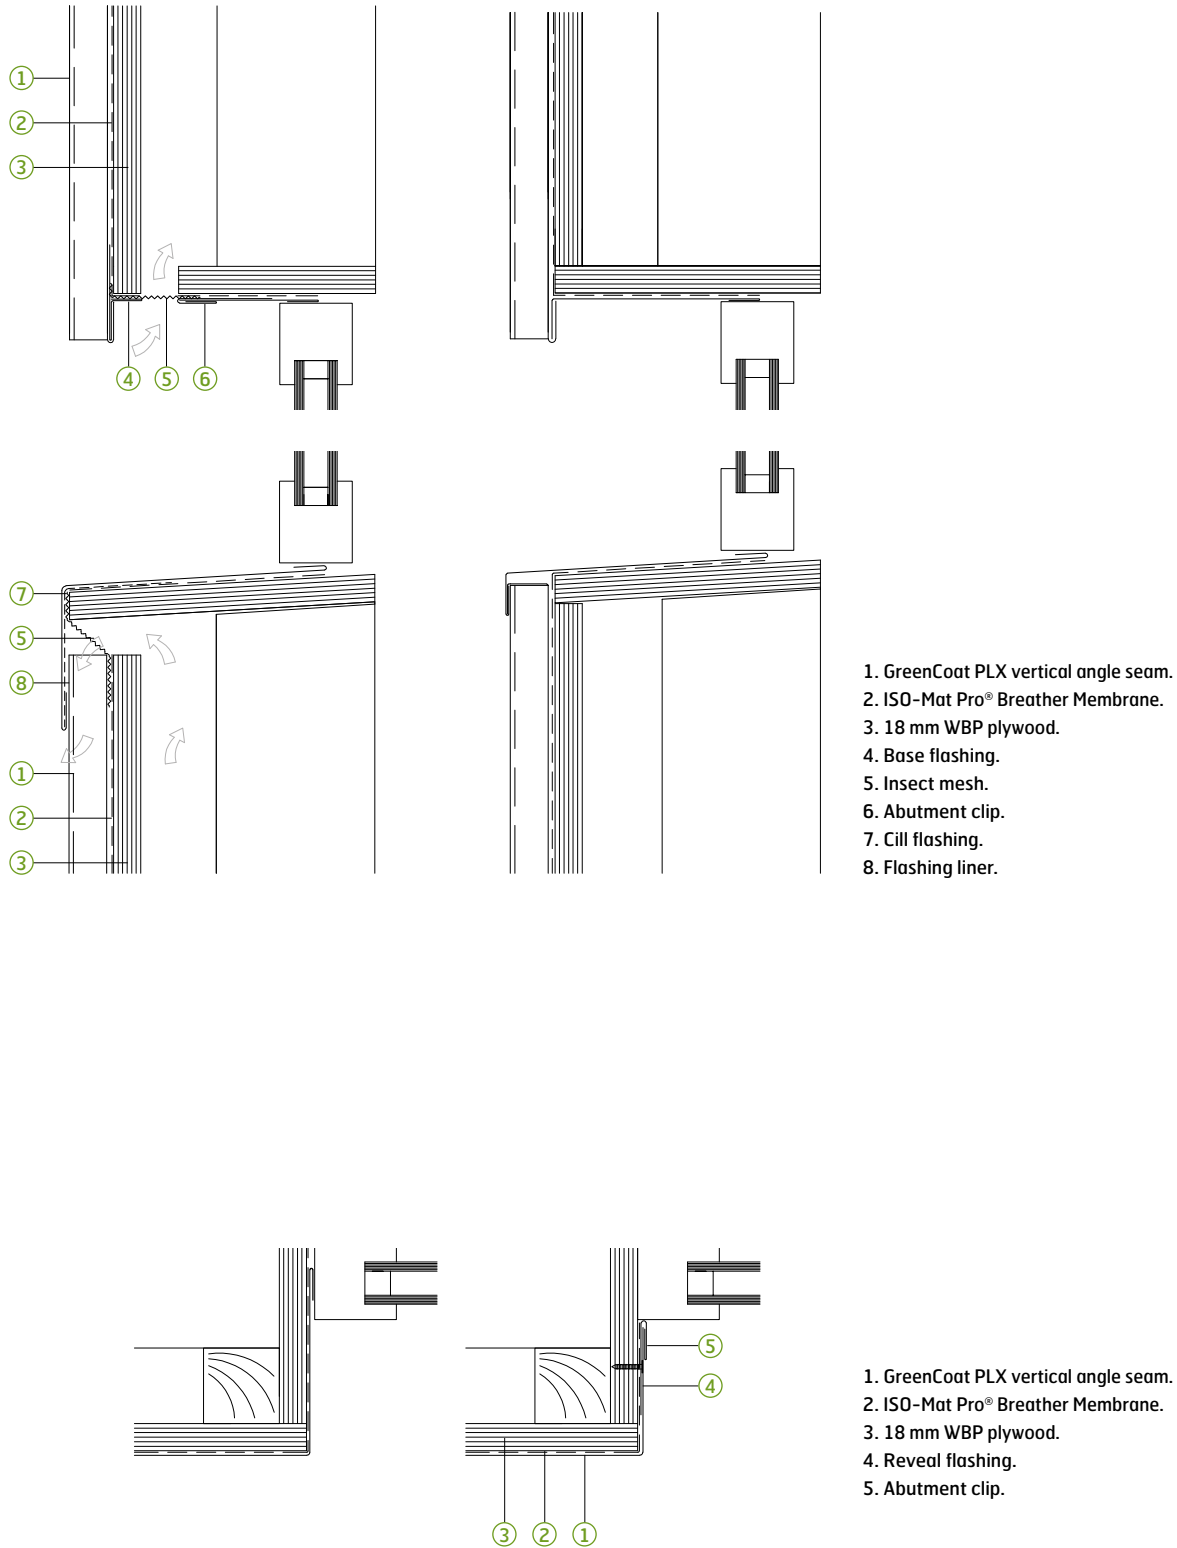 1
2
3
4
5
6
7
5
8
1
2
3
1. GreenCoat PLX vertical angle seam.
2. ISO-Mat Pro® Breather Membrane.
3. 18 mm WBP plywood.
4. Base flashing.
5. Insect mesh.
6. Abutment clip.
7. Cill flashing.
8. Flashing liner.
5
4
3
2
1
1. GreenCoat PLX vertical angle seam.
2. ISO-Mat Pro® Breather Membrane.
3. 18 mm WBP plywood.
4. Reveal flashing.
5. Abutment clip.